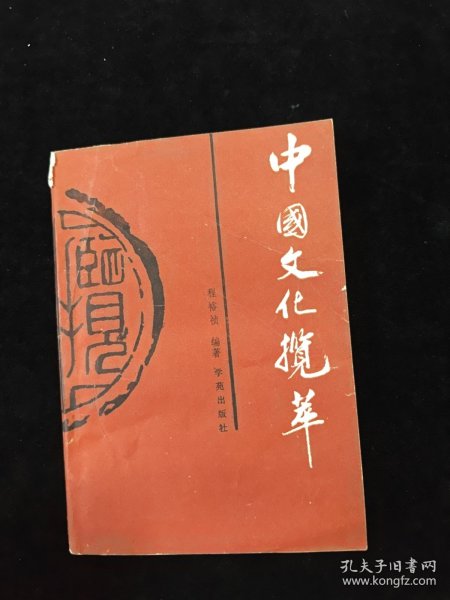 中國文化攬萃
程裕祯 编著
学苑出版社
孔夫子旧书网
www.kongfz.com